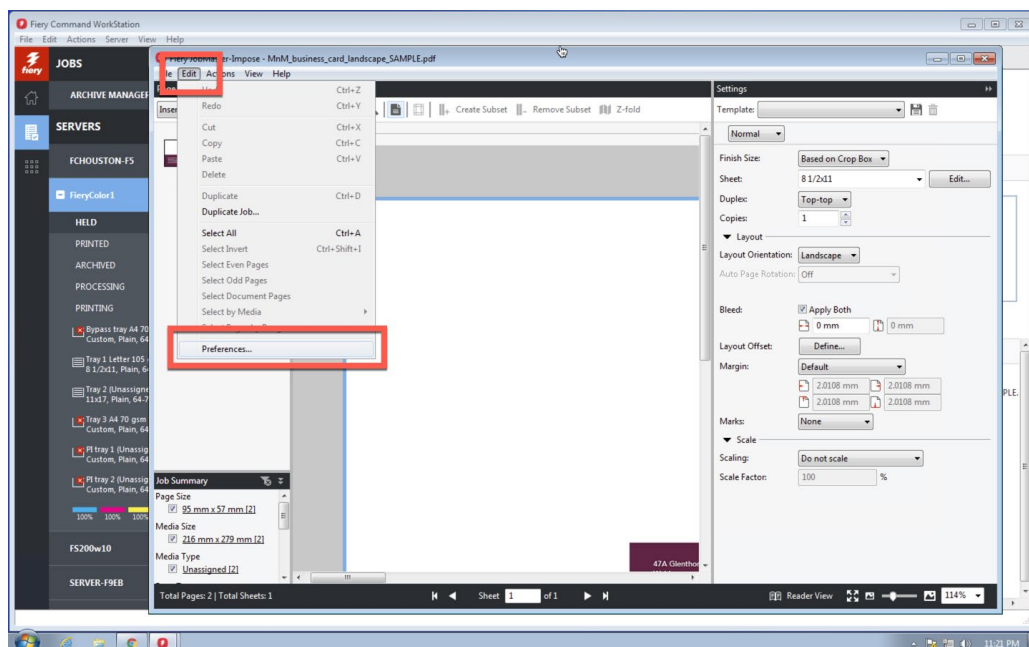 Fiery Command WorkStation
File Edit Actions Server View Help
fiery
JOBS
ARCHIVE MANAGER
SERVERS
FCHOUSTON-F5
FieryColor1
HELD
PRINTED
ARCHIVED
PROCESSING
PRINTING
Bypass tray A4 70
Custom, Plain, 64
Tray 1 Letter 105
8 1/2x11, Plain, 6
Tray 2 (Unassigne
11x17, Plain, 64-7
Tray 3 A4 70 gsm
Custom, Plain, 64
PI tray 1 (Unassig
Custom, Plain, 64
PI tray 2 (Unassig
Custom, Plain, 64
100% 100% 100%
FS200w10
SERVER-F9EB
Fiery JobMaster-Impose - MnM_business_card_landscape_SAMPLE.pdf
Edit Actions View Help
Ctrl+Z
Redo Ctrl+Y
Cut Ctrl+X
Copy Ctrl+C
Paste Ctrl+V
Delete
Duplicate Ctrl+D
Duplicate Job...
Select All Ctrl+A
Select Invert Ctrl+Shift+I
Select Even Pages
Select Odd Pages
Select Document Pages
Select by Media
Preferences...
Create Subset Remove Subset Z-fold
Job Summary
Page Size
95 mm x 57 mm [2]
Media Size
216 mm x 279 mm [2]
Media Type
Unassigned [2]
47A Glenthor
Total Pages: 2 | Total Sheets: 1
Sheet 1 of 1
Reader View 114%
Settings
Template:
Normal
Finish Size: Based on Crop Box
Sheet: 8 1/2x11 Edit...
Duplex: Top-top
Copies: 1
Layout
Layout Orientation: Landscape
Auto Page Rotation: Off
Bleed: Apply Both
0 mm 0 mm
Layout Offset: Define...
Margin: Default
2.0108 mm 2.0108 mm
2.0108 mm 2.0108 mm
Marks: None
Scale
Scaling: Do not scale
Scale Factor: 100 %
PLE.
11:21 PM